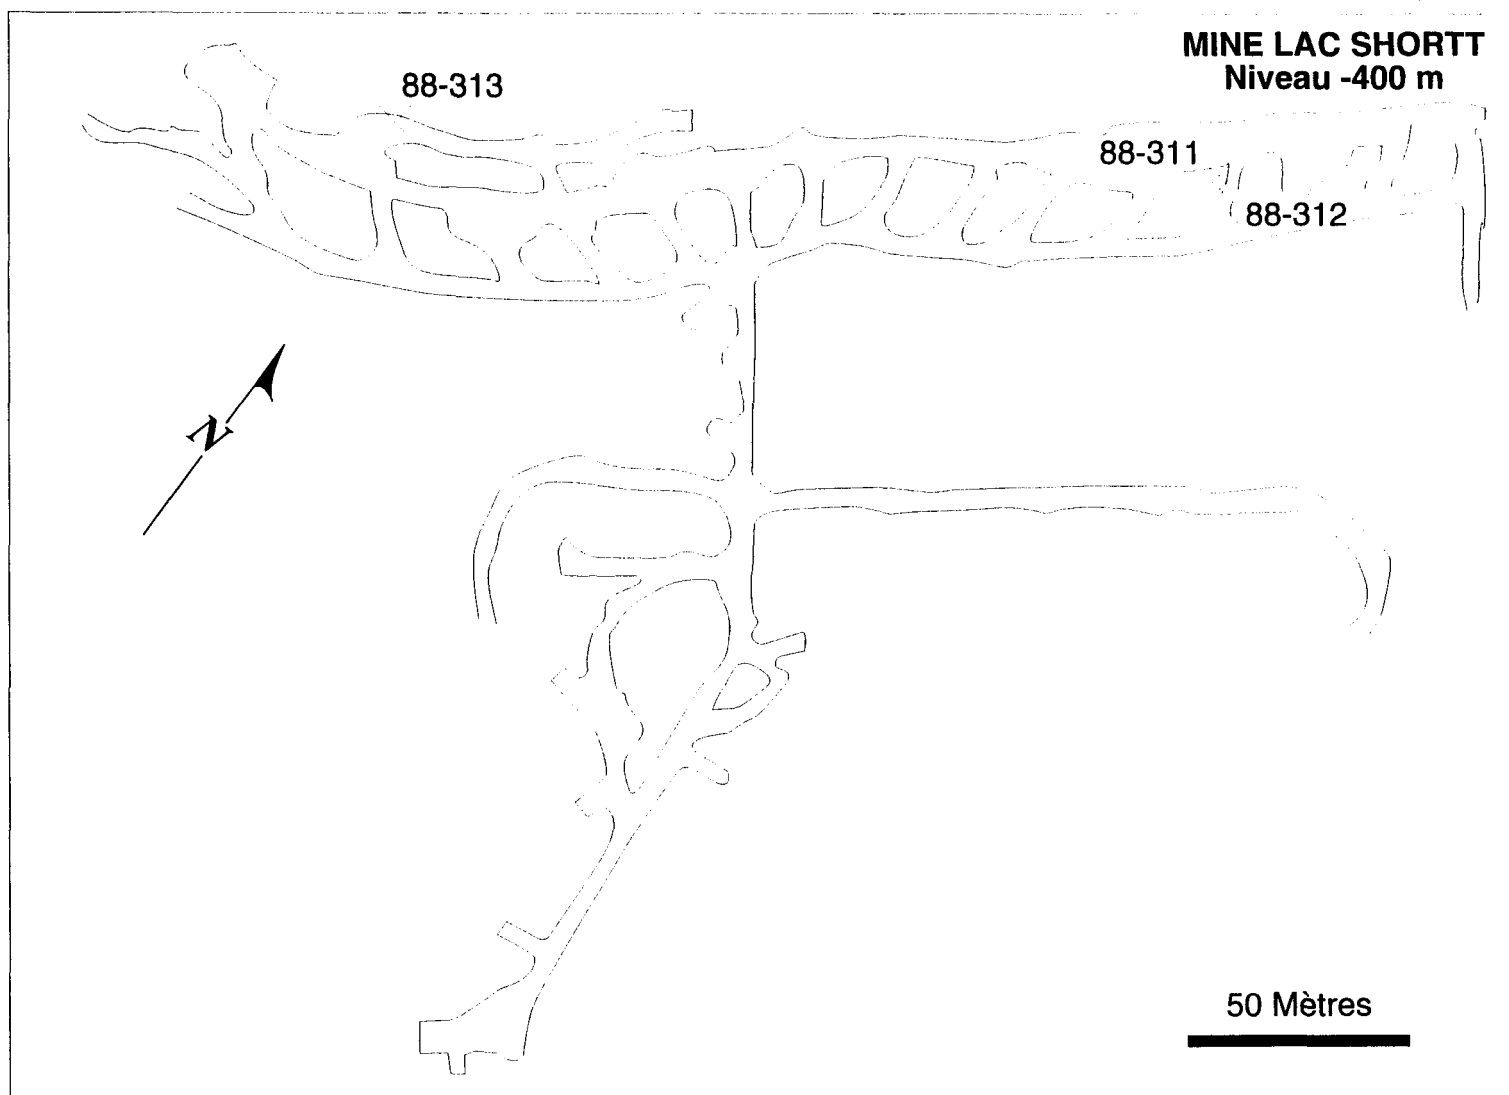 MINE LAC SHORTT
Niveau -400 m
88-313
88-311
88-312
N
50 Mètres